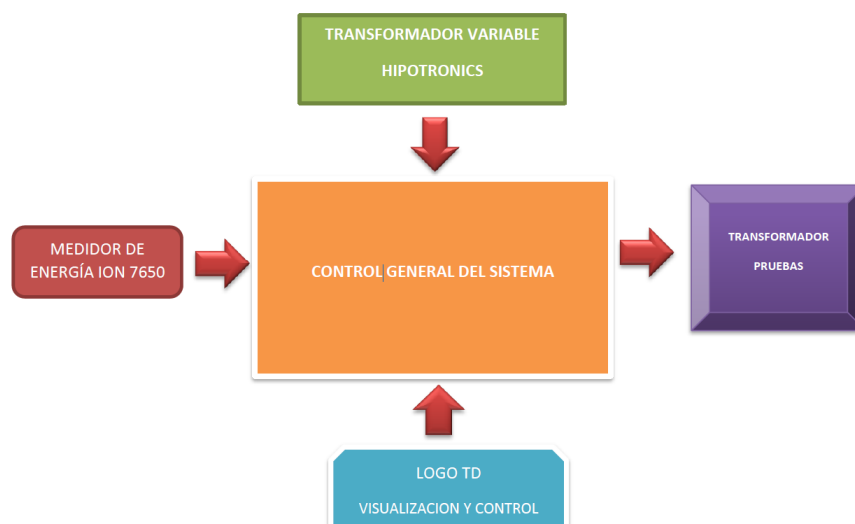 TRANSFORMADOR VARIABLE
HIPOTRONICS
MEDIDOR DE
ENERGÍA ION 7650
CONTROL GENERAL DEL SISTEMA
TRANSFORMADOR
PRUEBAS
LOGO TD
VISUALIZACION Y CONTROL